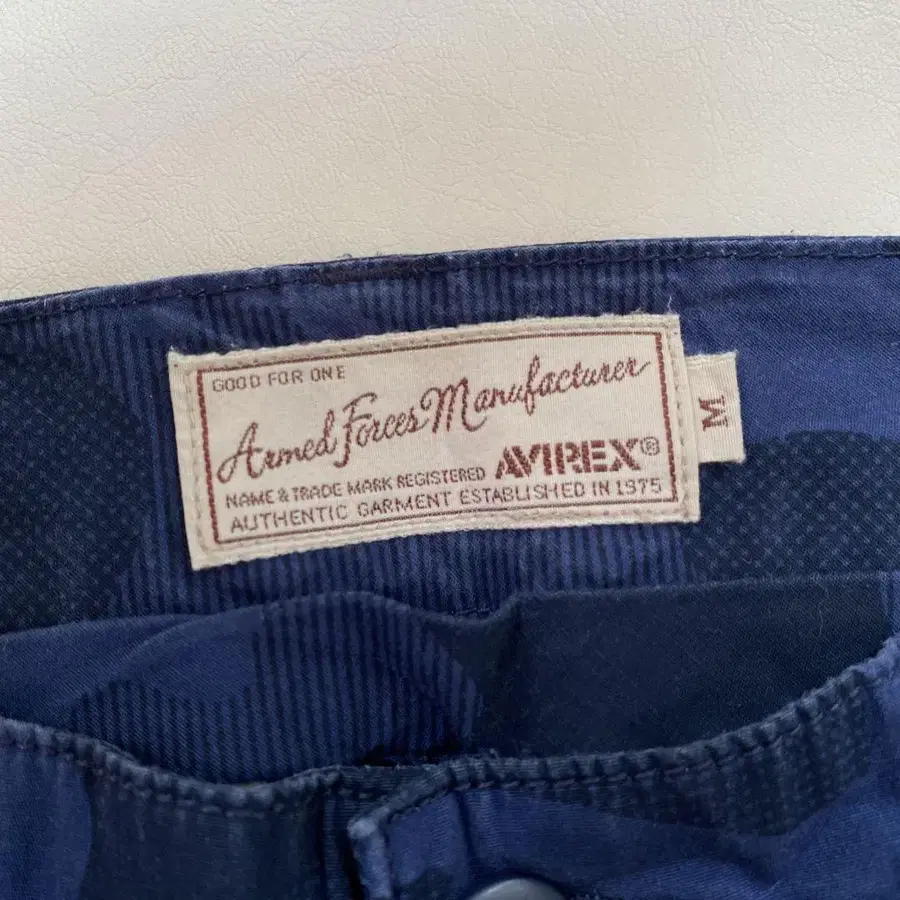 GOOD FOR ONE
Armed Forces Manufacturer
NAME & TRADE MARK REGISTERED AVIREX®
AUTHENTIC GARMENT ESTABLISHED IN 1975
M